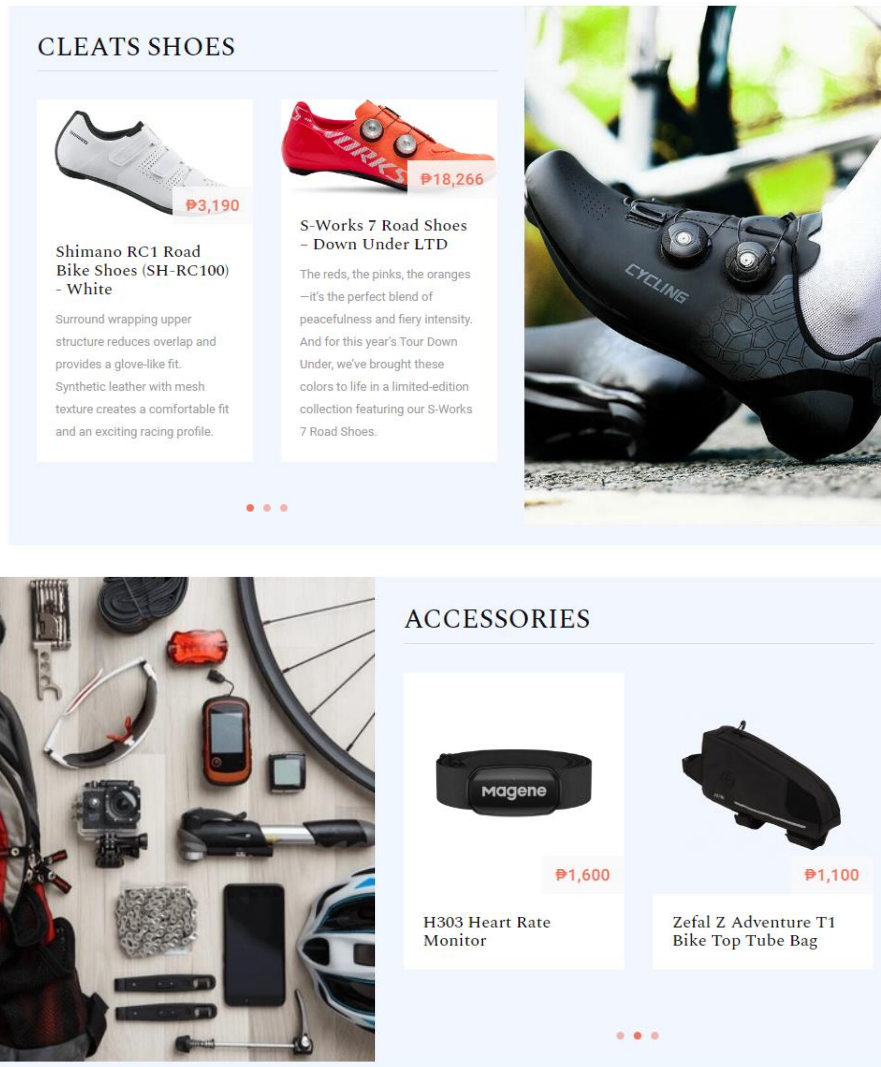 CLEATS SHOES
SHIMANO
₱3,190
Shimano RC1 Road
Bike Shoes (SH-RC100)
- White
Surround wrapping upper
structure reduces overlap and
provides a glove-like fit.
Synthetic leather with mesh
texture creates a comfortable fit
and an exciting racing profile.
S-WORKS
₱18,266
S-Works 7 Road Shoes
– Down Under LTD
The reds, the pinks, the oranges
—it's the perfect blend of
peacefulness and fiery intensity.
And for this year's Tour Down
Under, we've brought these
colors to life in a limited-edition
collection featuring our S-Works
7 Road Shoes.
CYCLING
ACCESSORIES
Magene
₱1,600
H303 Heart Rate
Monitor
₱1,100
Zefal Z Adventure T1
Bike Top Tube Bag